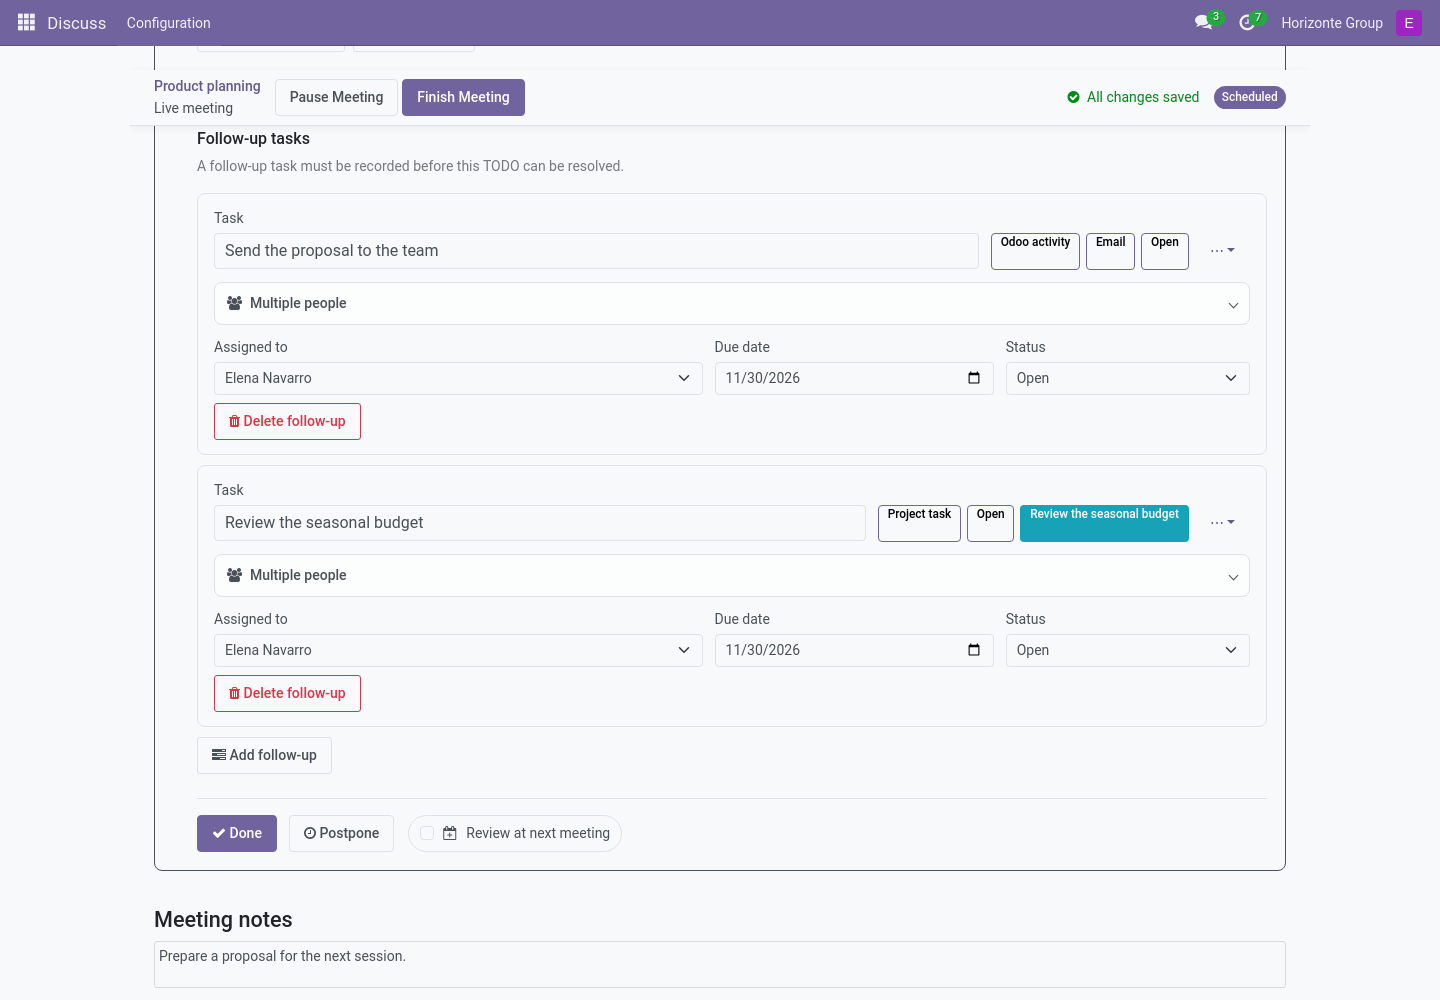 Discuss
Configuration
3
7
Horizonte Group
E
Product planning
Live meeting
Pause Meeting
Finish Meeting
All changes saved
Scheduled
Follow-up tasks
A follow-up task must be recorded before this TODO can be resolved.
Task
Send the proposal to the team
Odoo activity
Email
Open
Multiple people
Assigned to
Due date
Status
Elena Navarro
11/30/2026
Open
Delete follow-up
Task
Review the seasonal budget
Project task
Open
Review the seasonal budget
Multiple people
Assigned to
Due date
Status
Elena Navarro
11/30/2026
Open
Delete follow-up
Add follow-up
Done
Postpone
Review at next meeting
Meeting notes
Prepare a proposal for the next session.